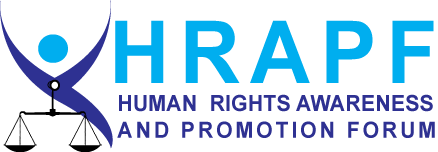 HRAPF
HUMAN RIGHTS AWARENESS
AND PROMOTION FORUM